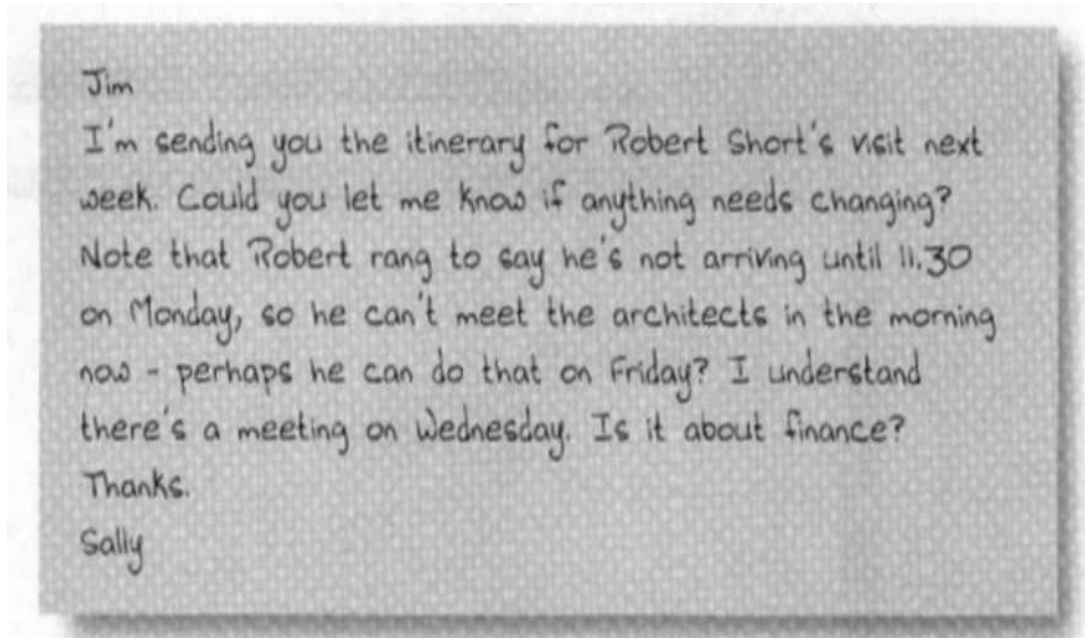 Jim
I'm sending you the itinerary for Robert Short's visit next
week. Could you let me know if anything needs changing?
Note that Robert rang to say he's not arriving until 11.30
on Monday, so he can't meet the architects in the morning
now - perhaps he can do that on Friday? I understand
there's a meeting on Wednesday. Is it about finance?
Thanks.
Sally